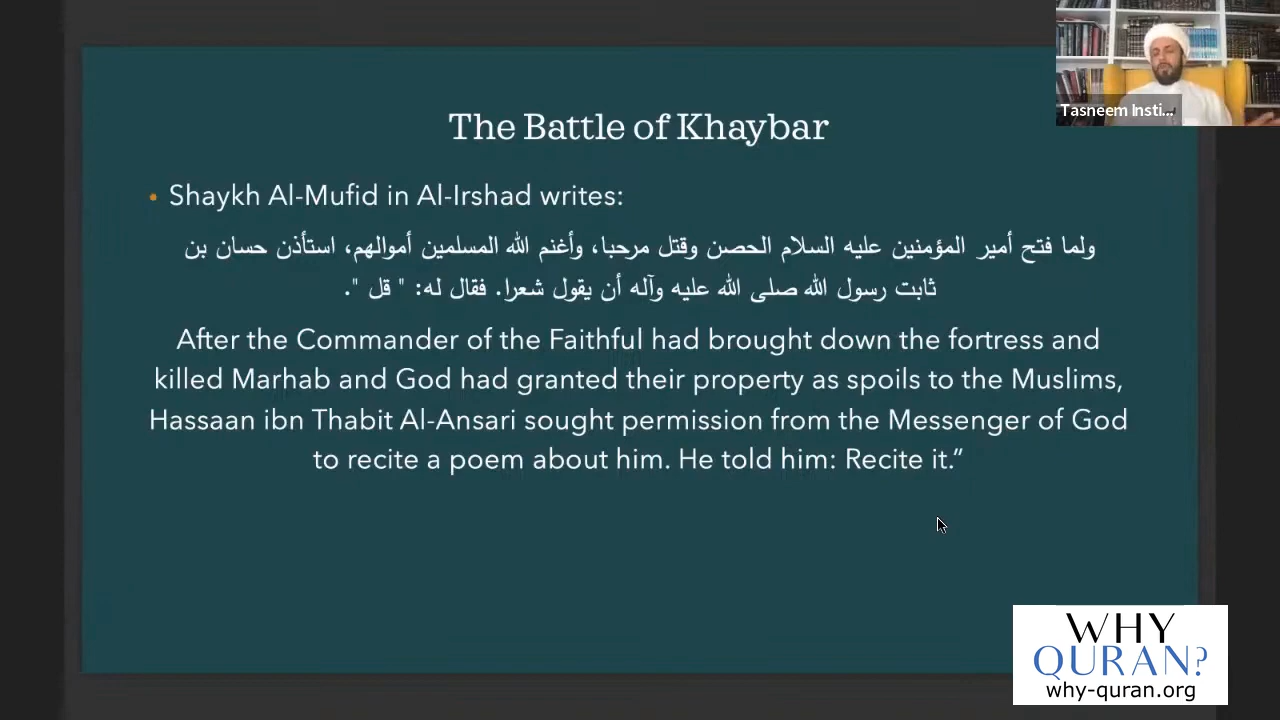 Tasneem Insti...
The Battle of Khaybar
• Shaykh Al-Mufid in Al-Irshad writes:
ولما فتح أمير المؤمنين عليه السلام الحصن وقتل مرحبا، وأغنم الله المسلمين أموالهم، استأذن حسان بن
ثابت رسول الله صلى الله عليه وآله أن يقول شعرا. فقال له: " قل ".
After the Commander of the Faithful had brought down the fortress and
killed Marhab and God had granted their property as spoils to the Muslims,
Hassaan ibn Thabit Al-Ansari sought permission from the Messenger of God
to recite a poem about him. He told him: Recite it.“
WHY
QURAN?
why-quran.org